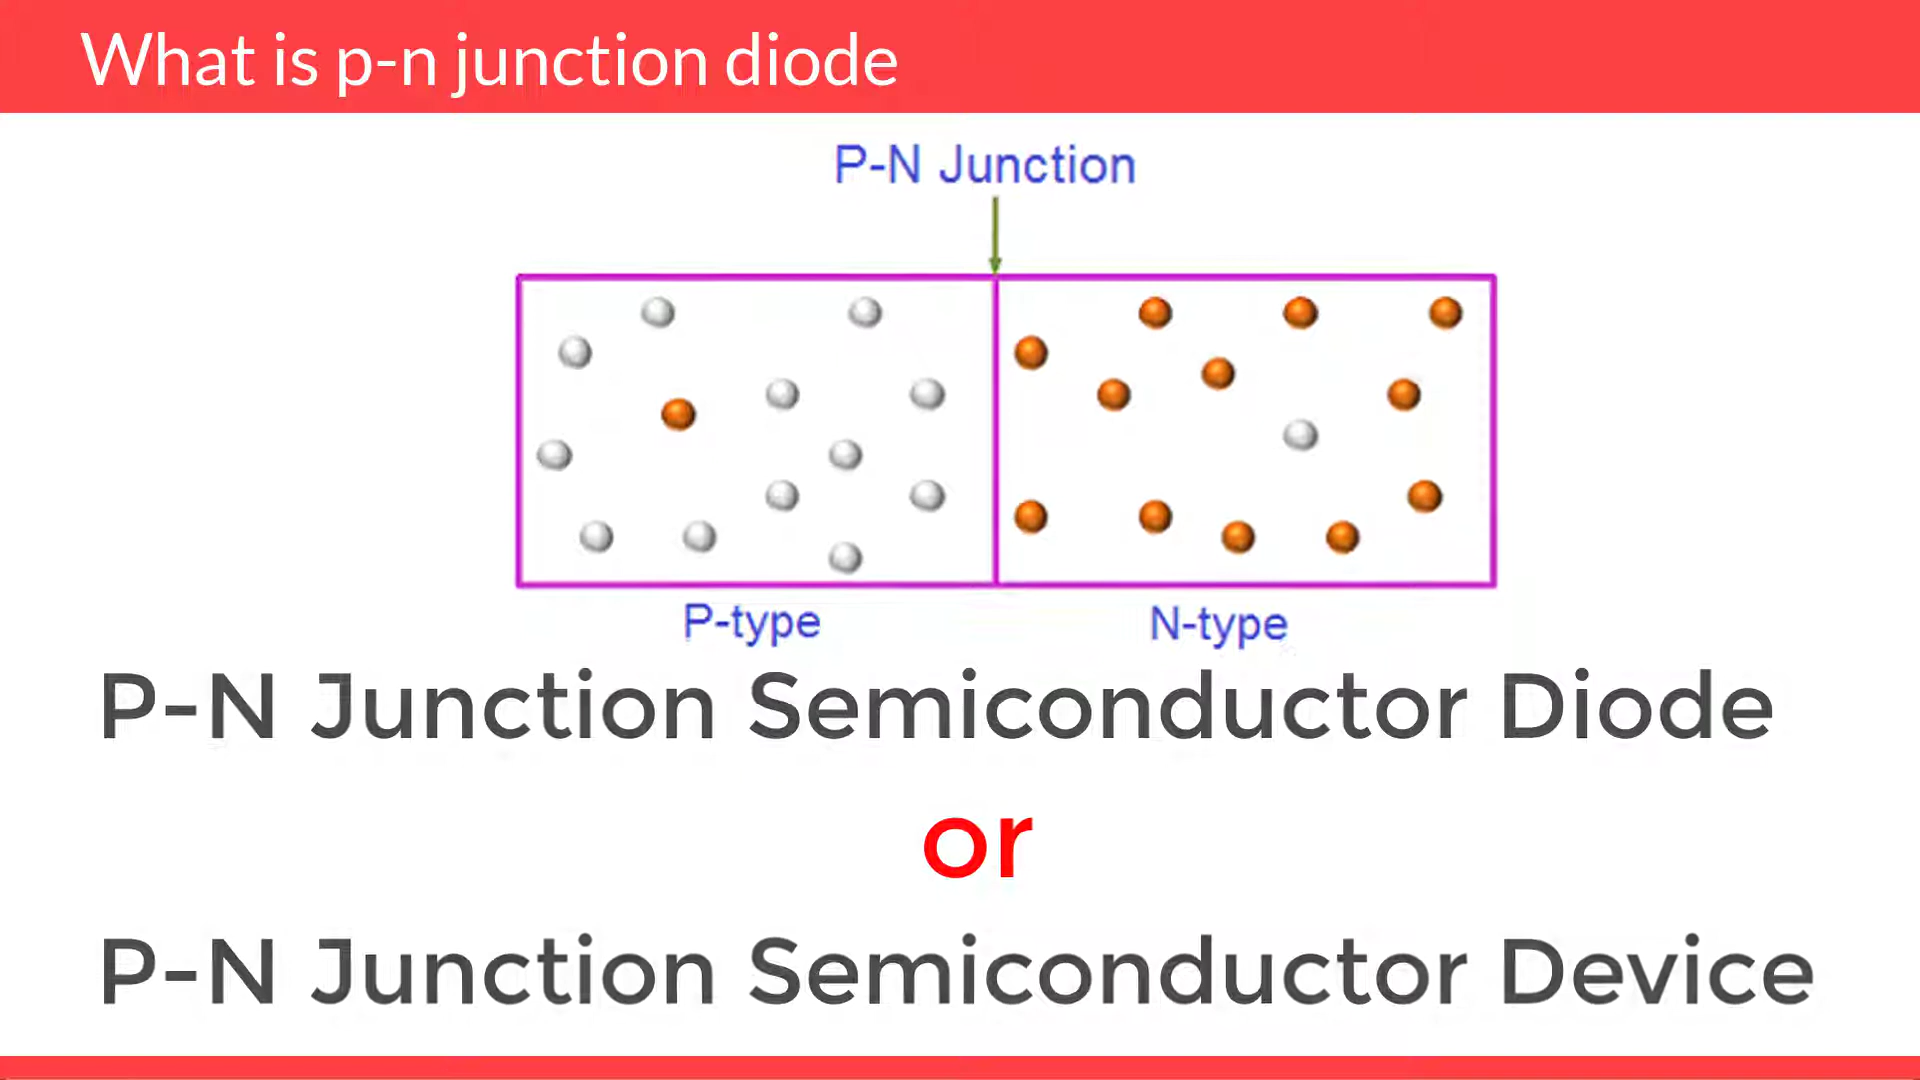 What is p-n junction diode
P-N Junction
P-type
N-type
P-N Junction Semiconductor Diode
or
P-N Junction Semiconductor Device